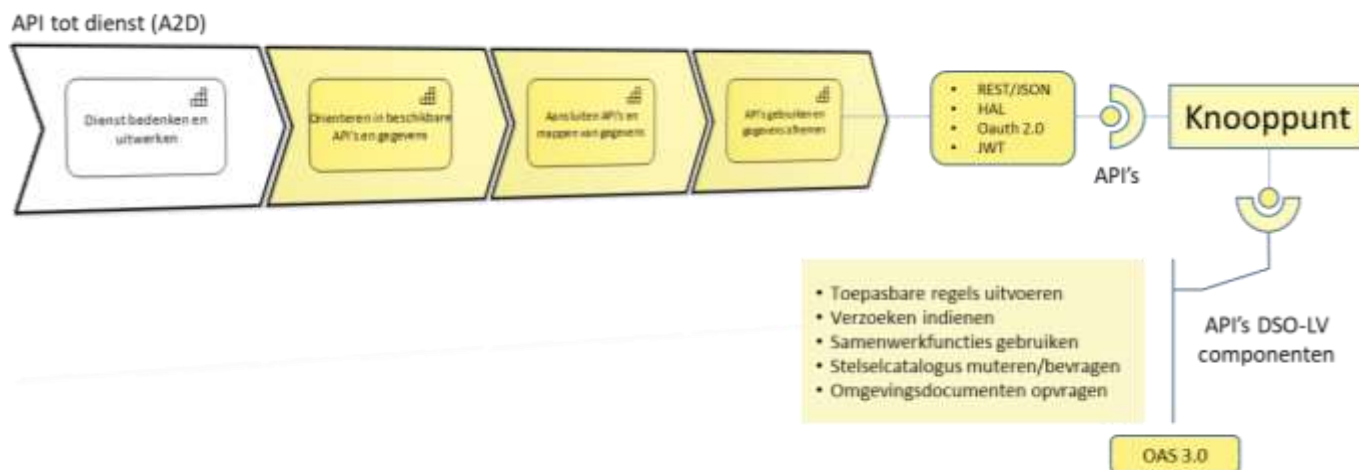 API tot dienst (A2D)
Dienst bedenken en
uitwerken
Oriënteren in beschikbare
API's en gegevens
Aansluiten API's en
mappen van gegevens
API's gebruiken en
gegevens afnemen
• REST/JSON
• HAL
• Oauth 2.0
• JWT
API's
Knooppunt
• Toepasbare regels uitvoeren
• Verzoeken indienen
• Samenwerkfuncties gebruiken
• Stelselcatalogus muteren/bevragen
• Omgevingsdocumenten opvragen
API's DSO-LV
componenten
OAS 3.0